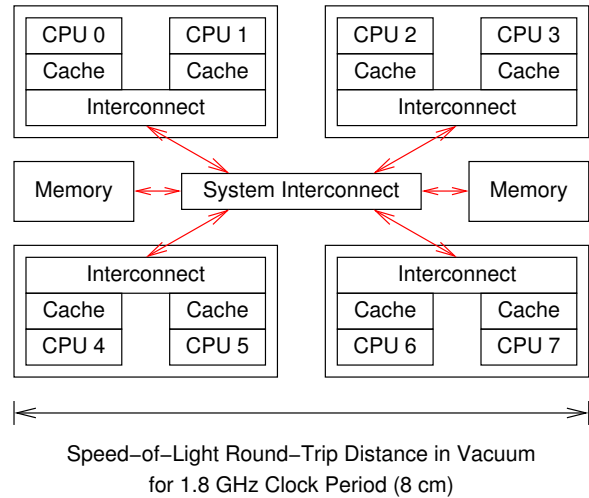 CPU 0 CPU 1 CPU 2 CPU 3
Cache Cache Cache Cache
Interconnect Interconnect
Memory System Interconnect Memory
Interconnect Interconnect
Cache Cache Cache Cache
CPU 4 CPU 5 CPU 6 CPU 7
Speed−of−Light Round−Trip Distance in Vacuum
for 1.8 GHz Clock Period (8 cm)